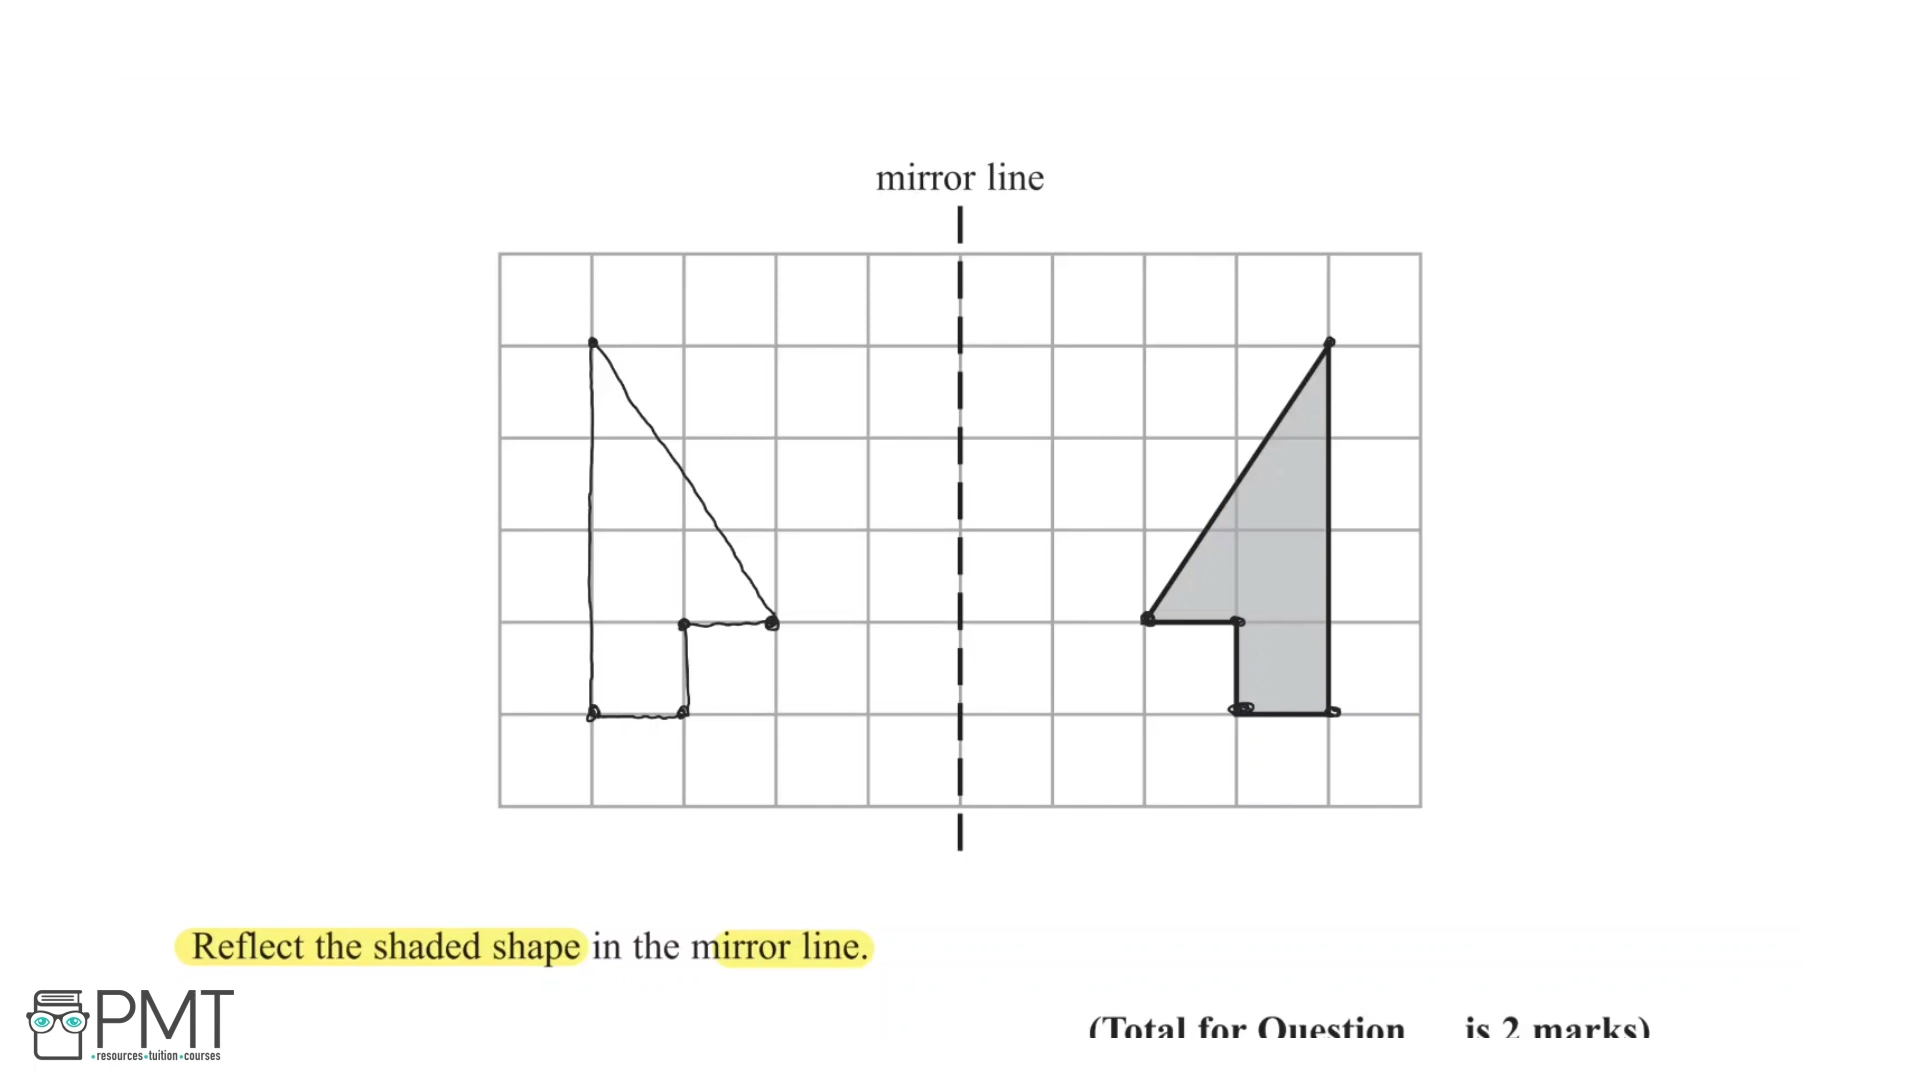 mirror line
Reflect the shaded shape in the mirror line.
(Total for Question is 2 marks)
PMT
•resources•tuition•courses